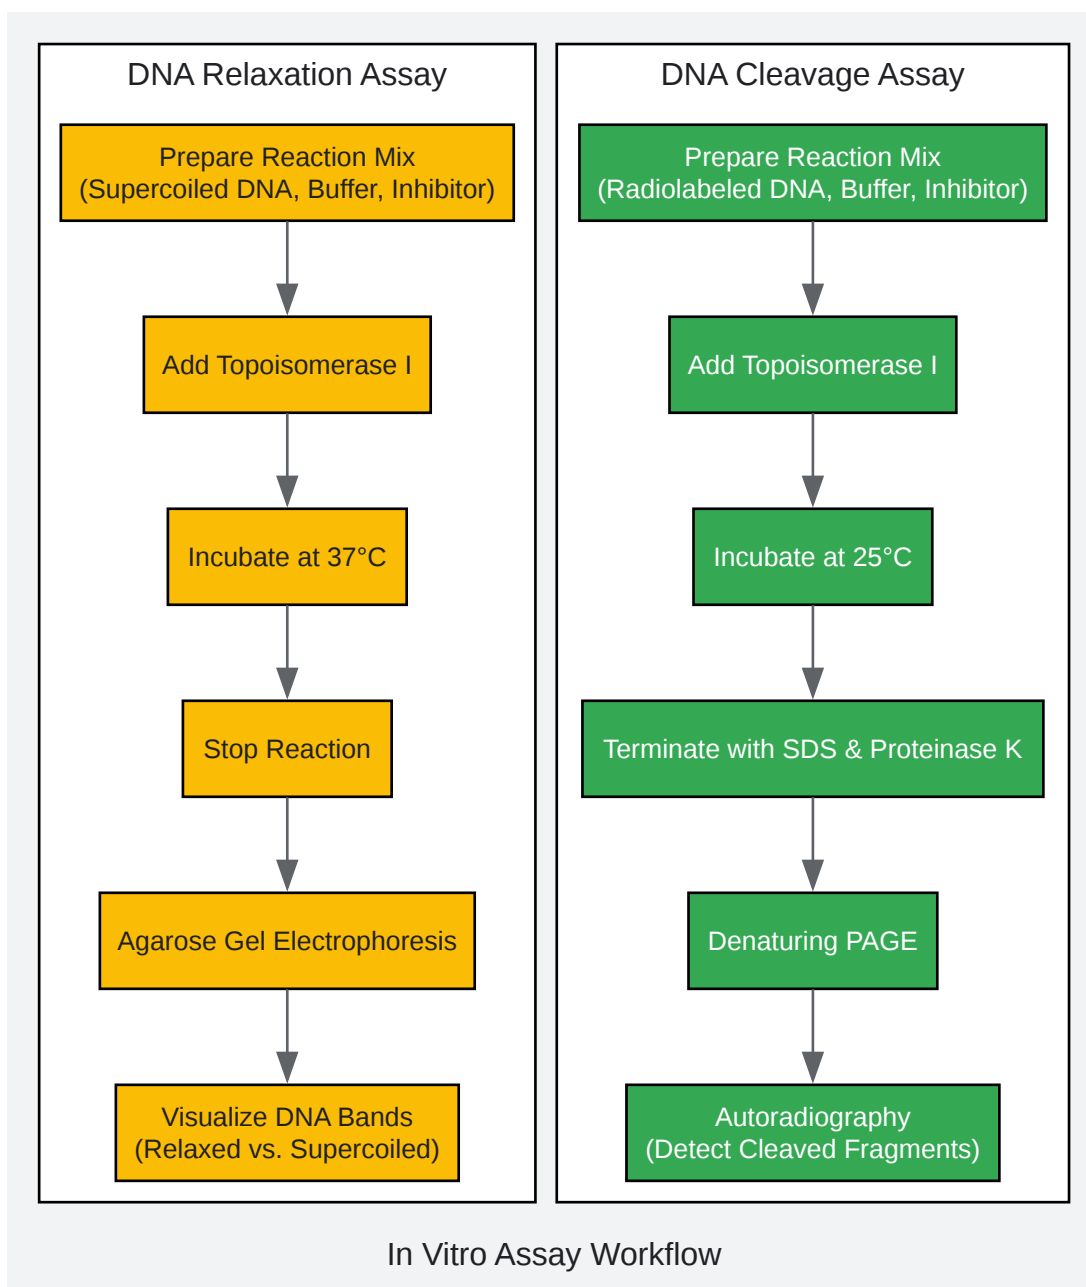 DNA Relaxation Assay
Prepare Reaction Mix
(Supercoiled DNA, Buffer, Inhibitor)
Add Topoisomerase I
Incubate at 37°C
Stop Reaction
Agarose Gel Electrophoresis
Visualize DNA Bands
(Relaxed vs. Supercoiled)
DNA Cleavage Assay
Prepare Reaction Mix
(Radiolabeled DNA, Buffer, Inhibitor)
Add Topoisomerase I
Incubate at 25°C
Terminate with SDS & Proteinase K
Denaturing PAGE
Autoradiography
(Detect Cleaved Fragments)
In Vitro Assay Workflow